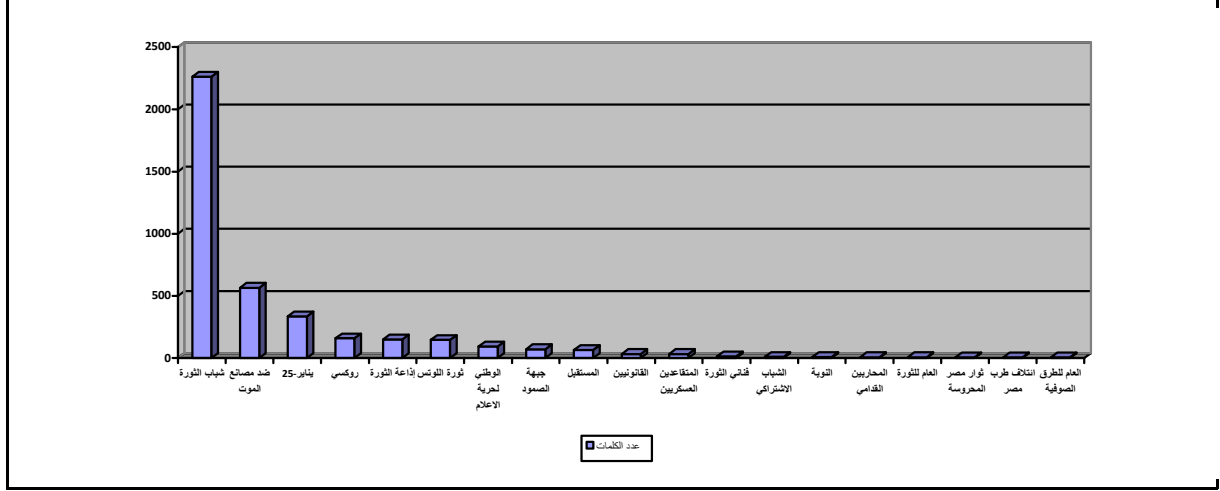 2500
2000
1500
1000
500
0
شباب الثورة
ضد مصانع
الموت
25-يناير
روكسي
إذاعة الثورة
ثورة اللوتس
الوطني
لحرية
الاعلام
جبهة
الصمود
المستقبل
القانونيين
المتقاعدين
العسكريين
فناني الثورة
الشباب
الاشتراكي
النوبة
المحاربين
القدامي
العام للثورة
ثوار مصر
المحروسة
ائتلاف طرب
مصر
العام للطرق
الصوفية
عدد الكلمات